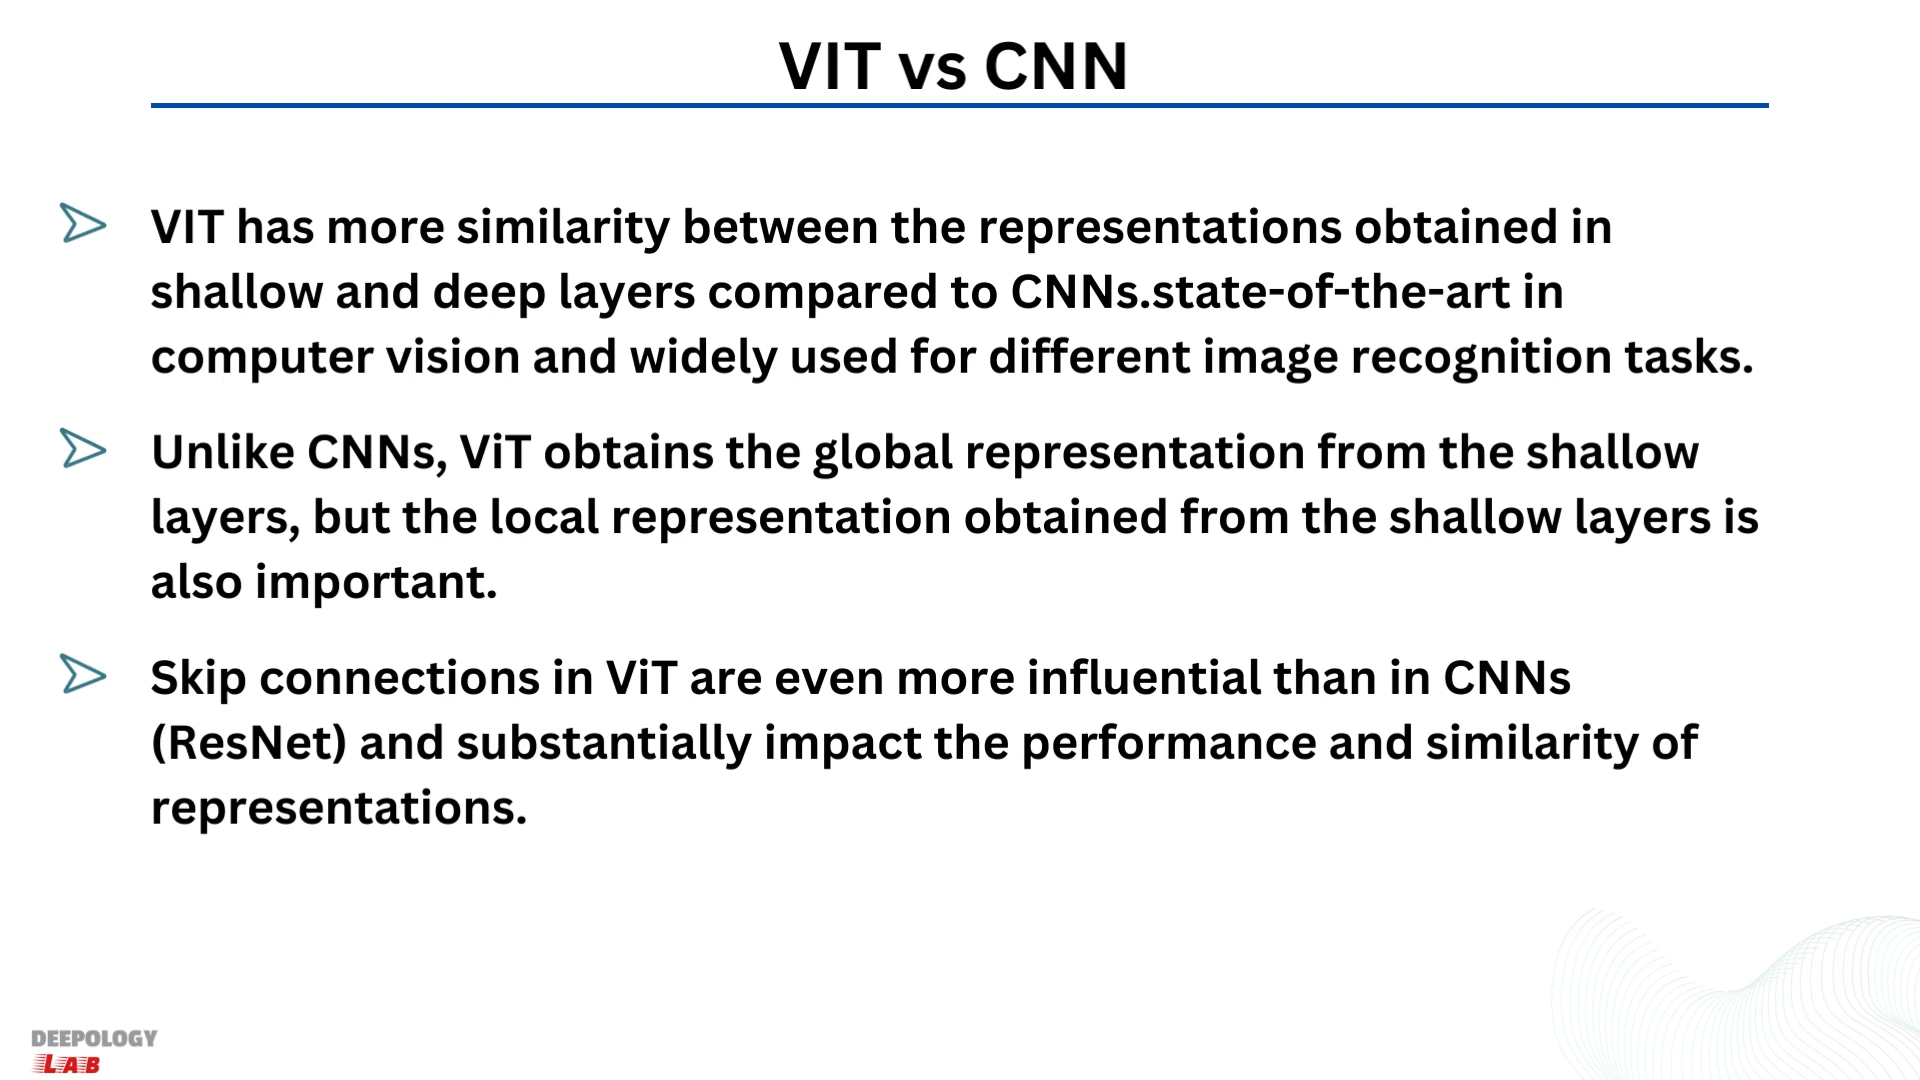 VIT vs CNN
VIT has more similarity between the representations obtained in
shallow and deep layers compared to CNNs.state-of-the-art in
computer vision and widely used for different image recognition tasks.
Unlike CNNs, ViT obtains the global representation from the shallow
layers, but the local representation obtained from the shallow layers is
also important.
Skip connections in ViT are even more influential than in CNNs
(ResNet) and substantially impact the performance and similarity of
representations.
DEEPOLOGY
LAB